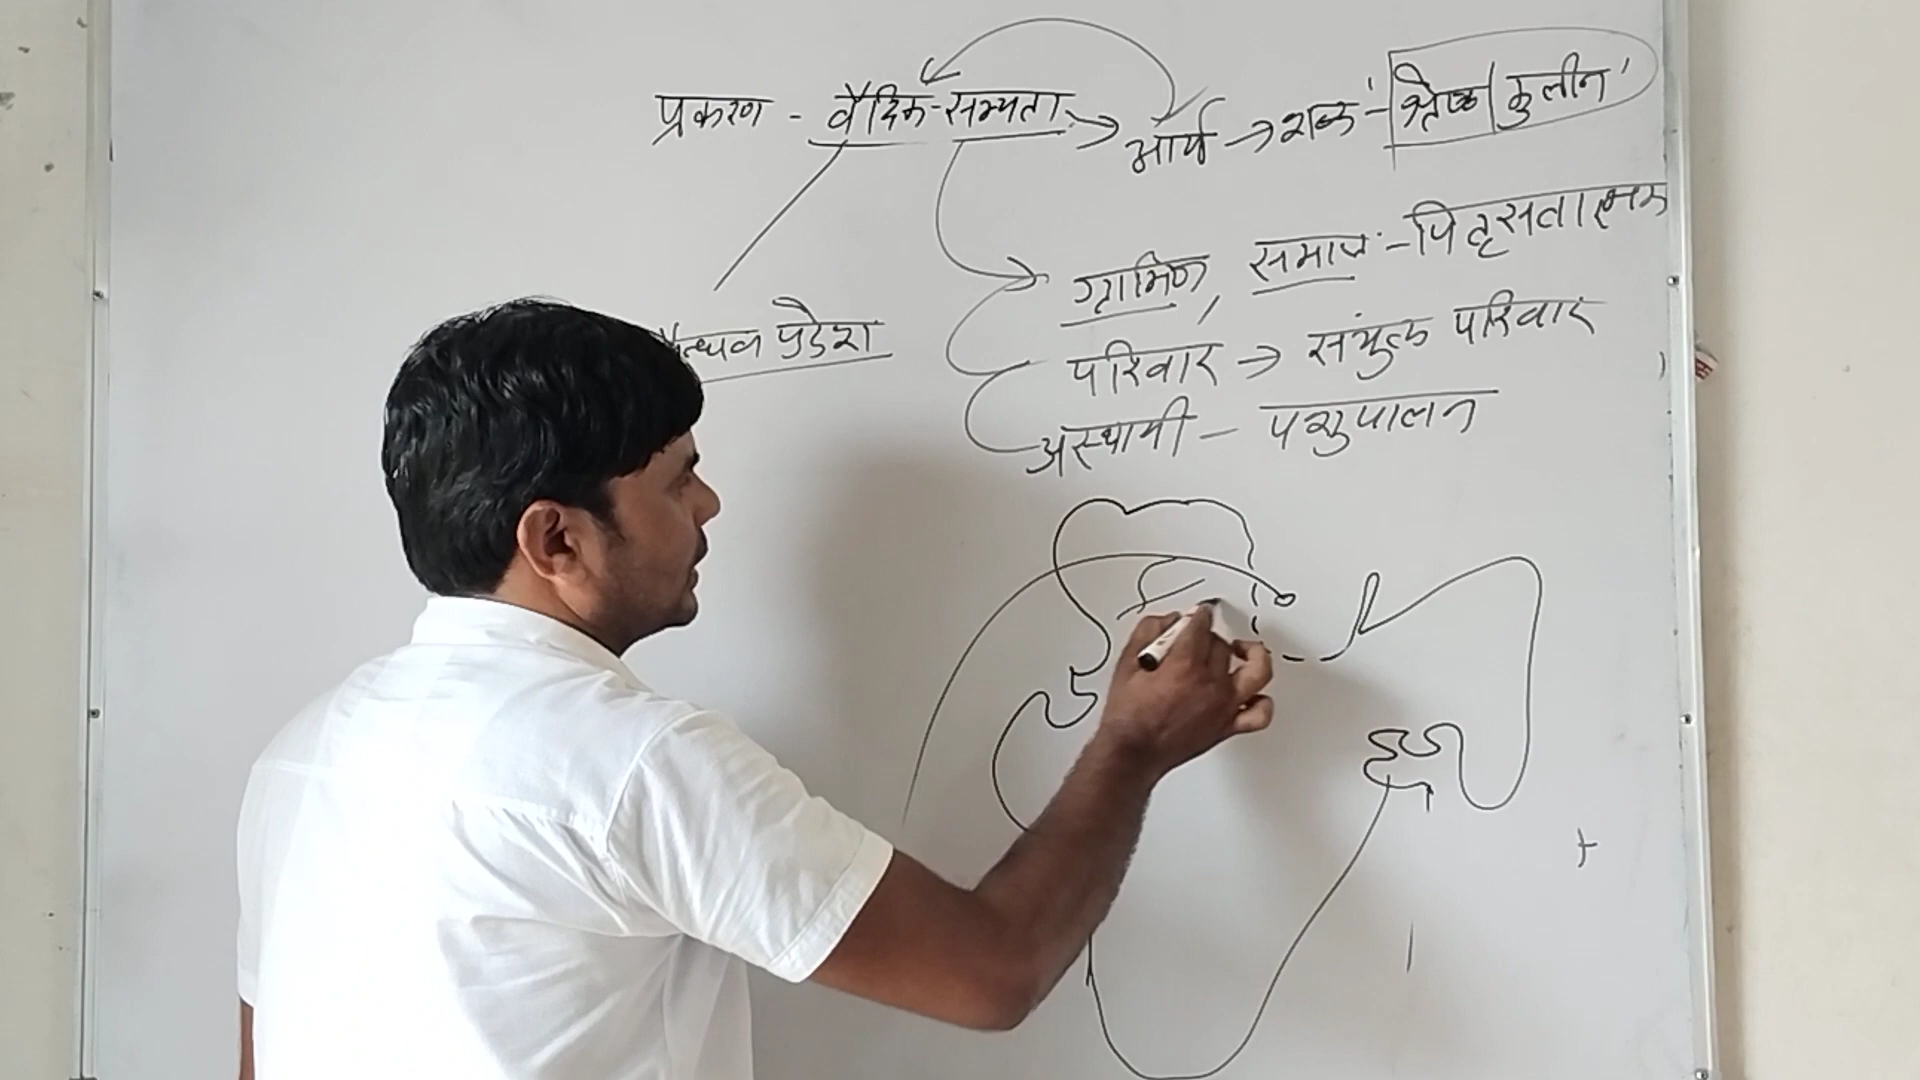 प्रकरण - वैदिक-सभ्यता → आर्य → शब्द - श्रेष्ठ | कुलीन'
ग्रामिण, समाज :- पितृसतात्मक
प्रदेश
परिवार → संयुक्त परिवार
अस्थायी - पशुपालन